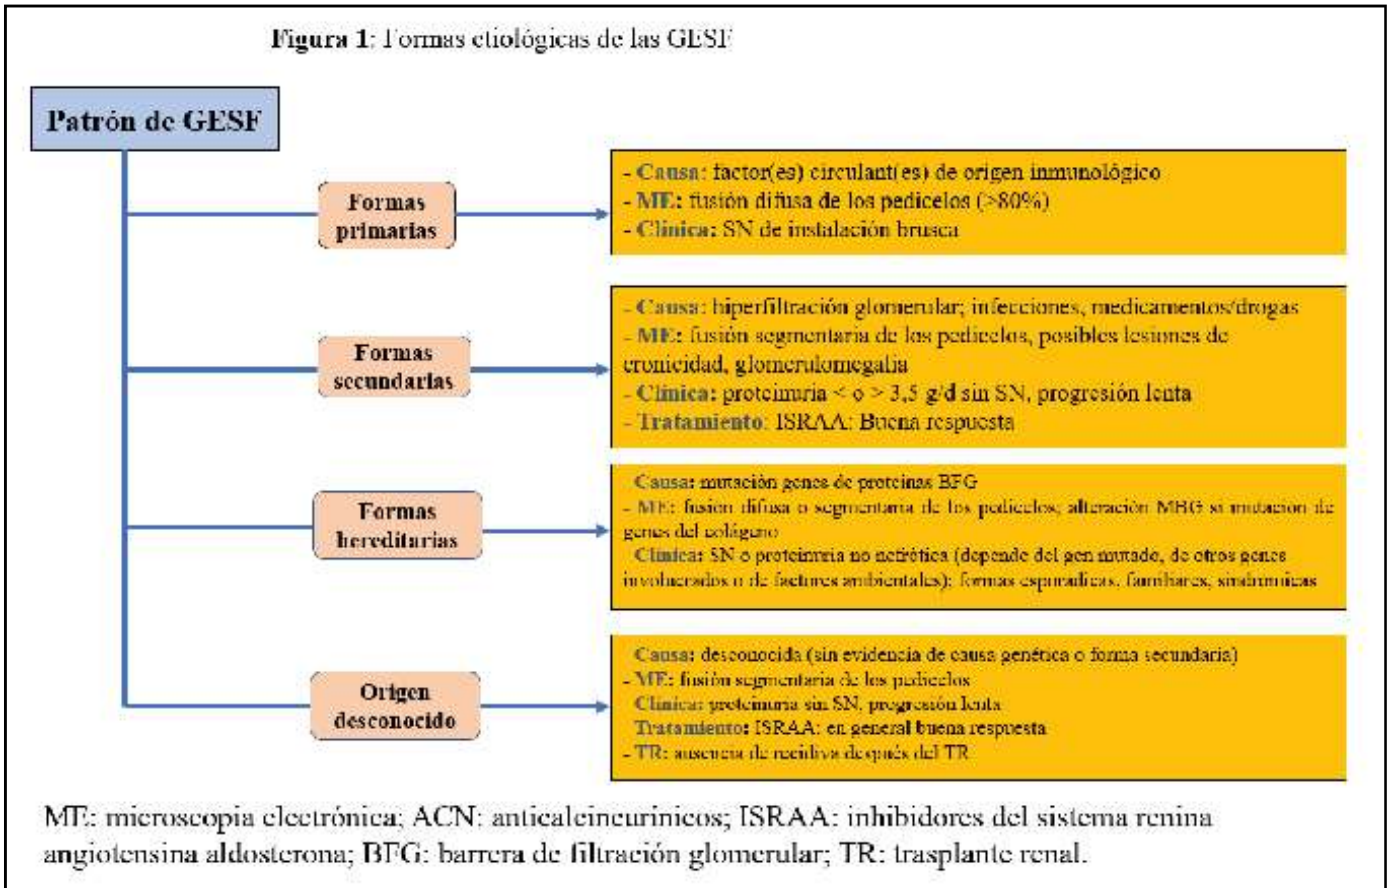 Figura 1: Formas etiológicas de las GESF
Patrón de GESF
Formas
primarias
- Causa: factor(es) circulant(es) de origen inmunológico
- ME: fusión difusa de los pedicelos (>80%)
- Clínica: SN de instalación brusca
Formas
secundarias
- Causa: hiperfiltración glomerular; infecciones, medicamentos/drogas
- ME: fusión segmentaria de los pedicelos, posibles lesiones de
cronicidad, glomerulomegalia
- Clínica: proteinuria < o > 3,5 g/d sin SN, progresión lenta
- Tratamiento: ISRAA: Buena respuesta
Formas
hereditarias
Causa: mutación genes de proteínas BFG
- ME: fusión difusa o segmentaria de los pedicelos; alteración MBG si mutación de
genes del colágeno
Clínica: SN o proteinuria no nefrótica (depende del gen mutado, de otros genes
involucrados o de factores ambientales); formas esporádicas, familiares, sindrómicas
Origen
desconocido
Causa: desconocida (sin evidencia de causa genética o forma secundaria)
- ME: fusión segmentaria de los pedicelos
Clínica: proteinuria sin SN, progresión lenta
Tratamiento: ISRAA: en general buena respuesta
- TR: ausencia de recidiva después del TR
ME: microscopia electrónica; ACN: anticalcineurínicos; ISRAA: inhibidores del sistema renina
angiotensina aldosterona; BFG: barrera de filtración glomerular; TR: trasplante renal.